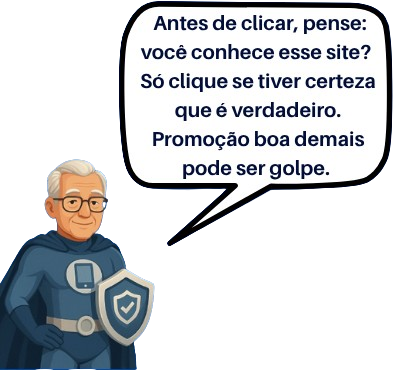 Antes de clicar, pense:
você conhece esse site?
Só clique se tiver certeza
que é verdadeiro.
Promoção boa demais
pode ser golpe.